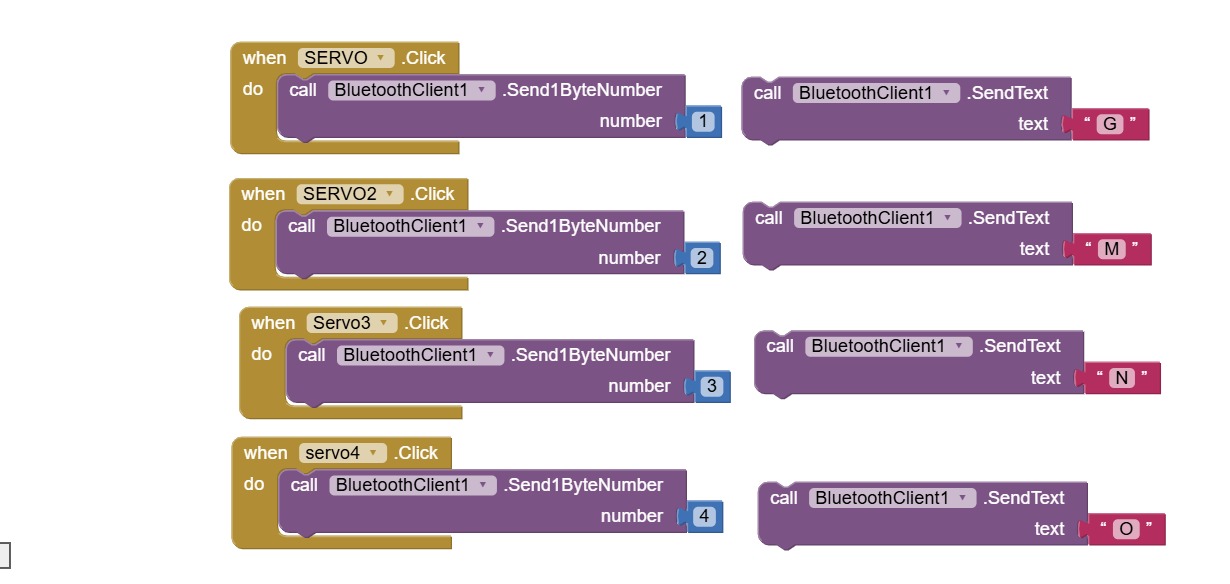 when SERVO .Click
do call BluetoothClient1 .Send1ByteNumber
number 1
call BluetoothClient1 .SendText
text “ G ”
when SERVO2 .Click
do call BluetoothClient1 .Send1ByteNumber
number 2
call BluetoothClient1 .SendText
text “ M ”
when Servo3 .Click
do call BluetoothClient1 .Send1ByteNumber
number 3
call BluetoothClient1 .SendText
text “ N ”
when servo4 .Click
do call BluetoothClient1 .Send1ByteNumber
number 4
call BluetoothClient1 .SendText
text “ O ”